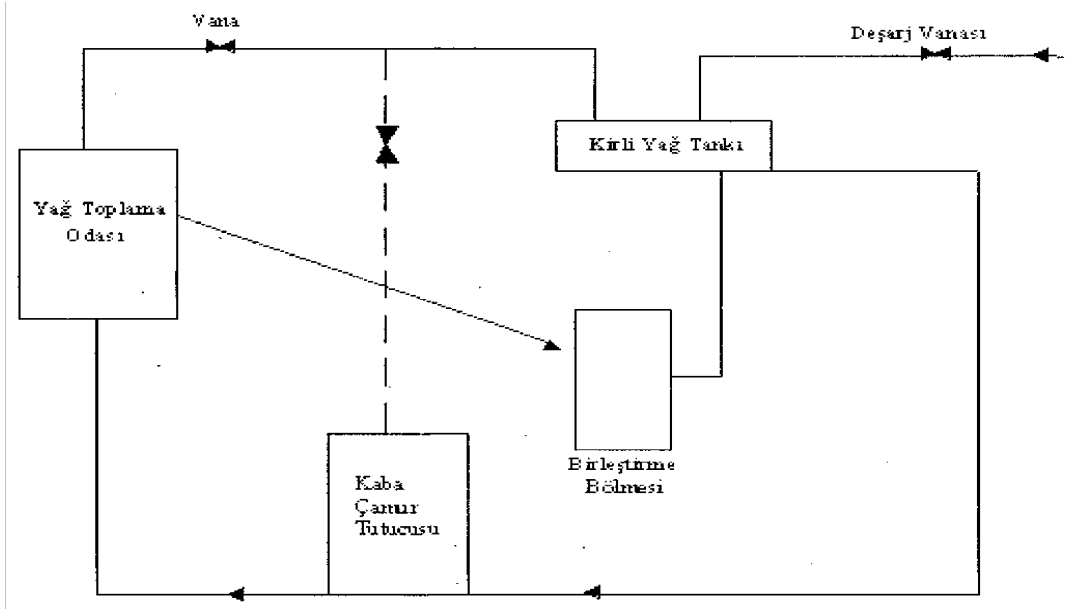 Vana
Deşarj Vanası
Kirli Yağ Tankı
Yağ Toplama
Odası
Birleştirme
Bölmesi
Kaba
Çamur
Tutucusu